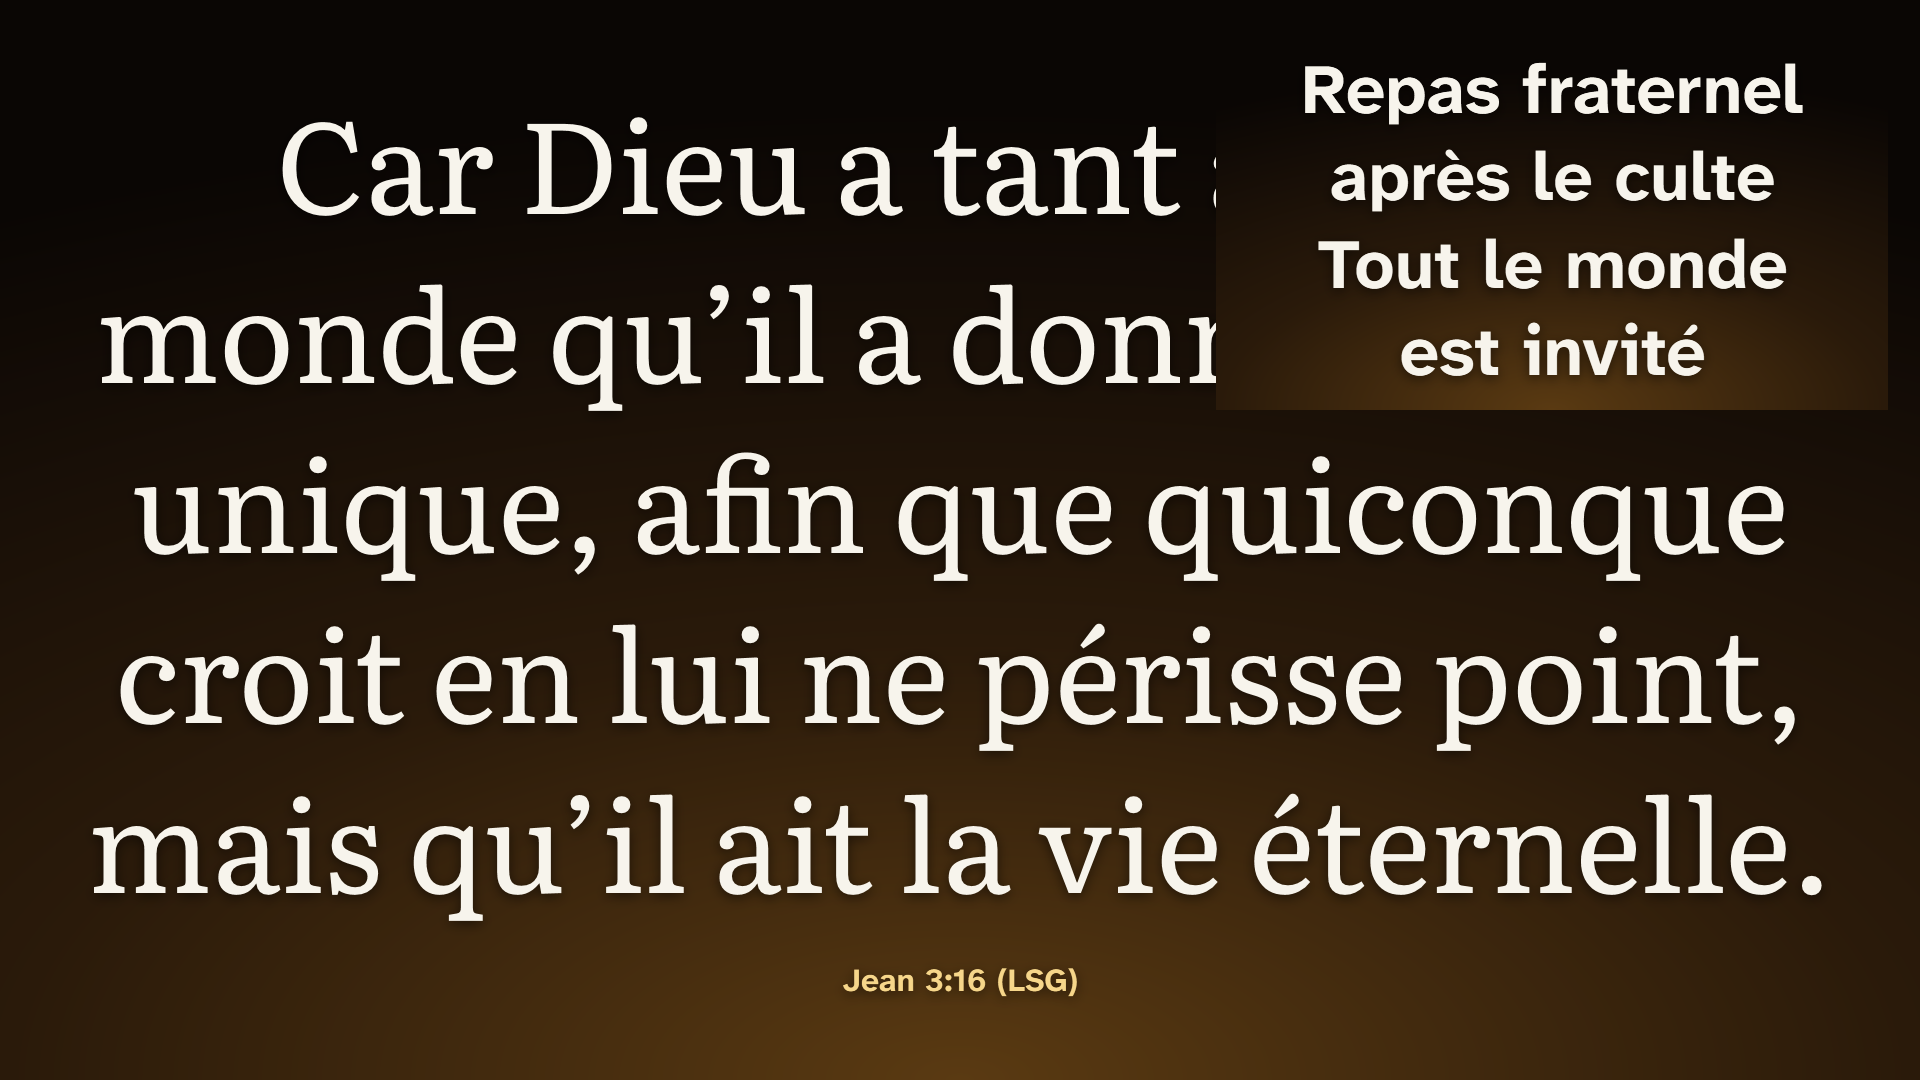 Repas fraternel
après le culte
Tout le monde
est invité
Car Dieu a tant
monde qu’il a
unique, afin que quiconque
croit en lui ne périsse point,
mais qu’il ait la vie éternelle.
Jean 3:16 (LSG)